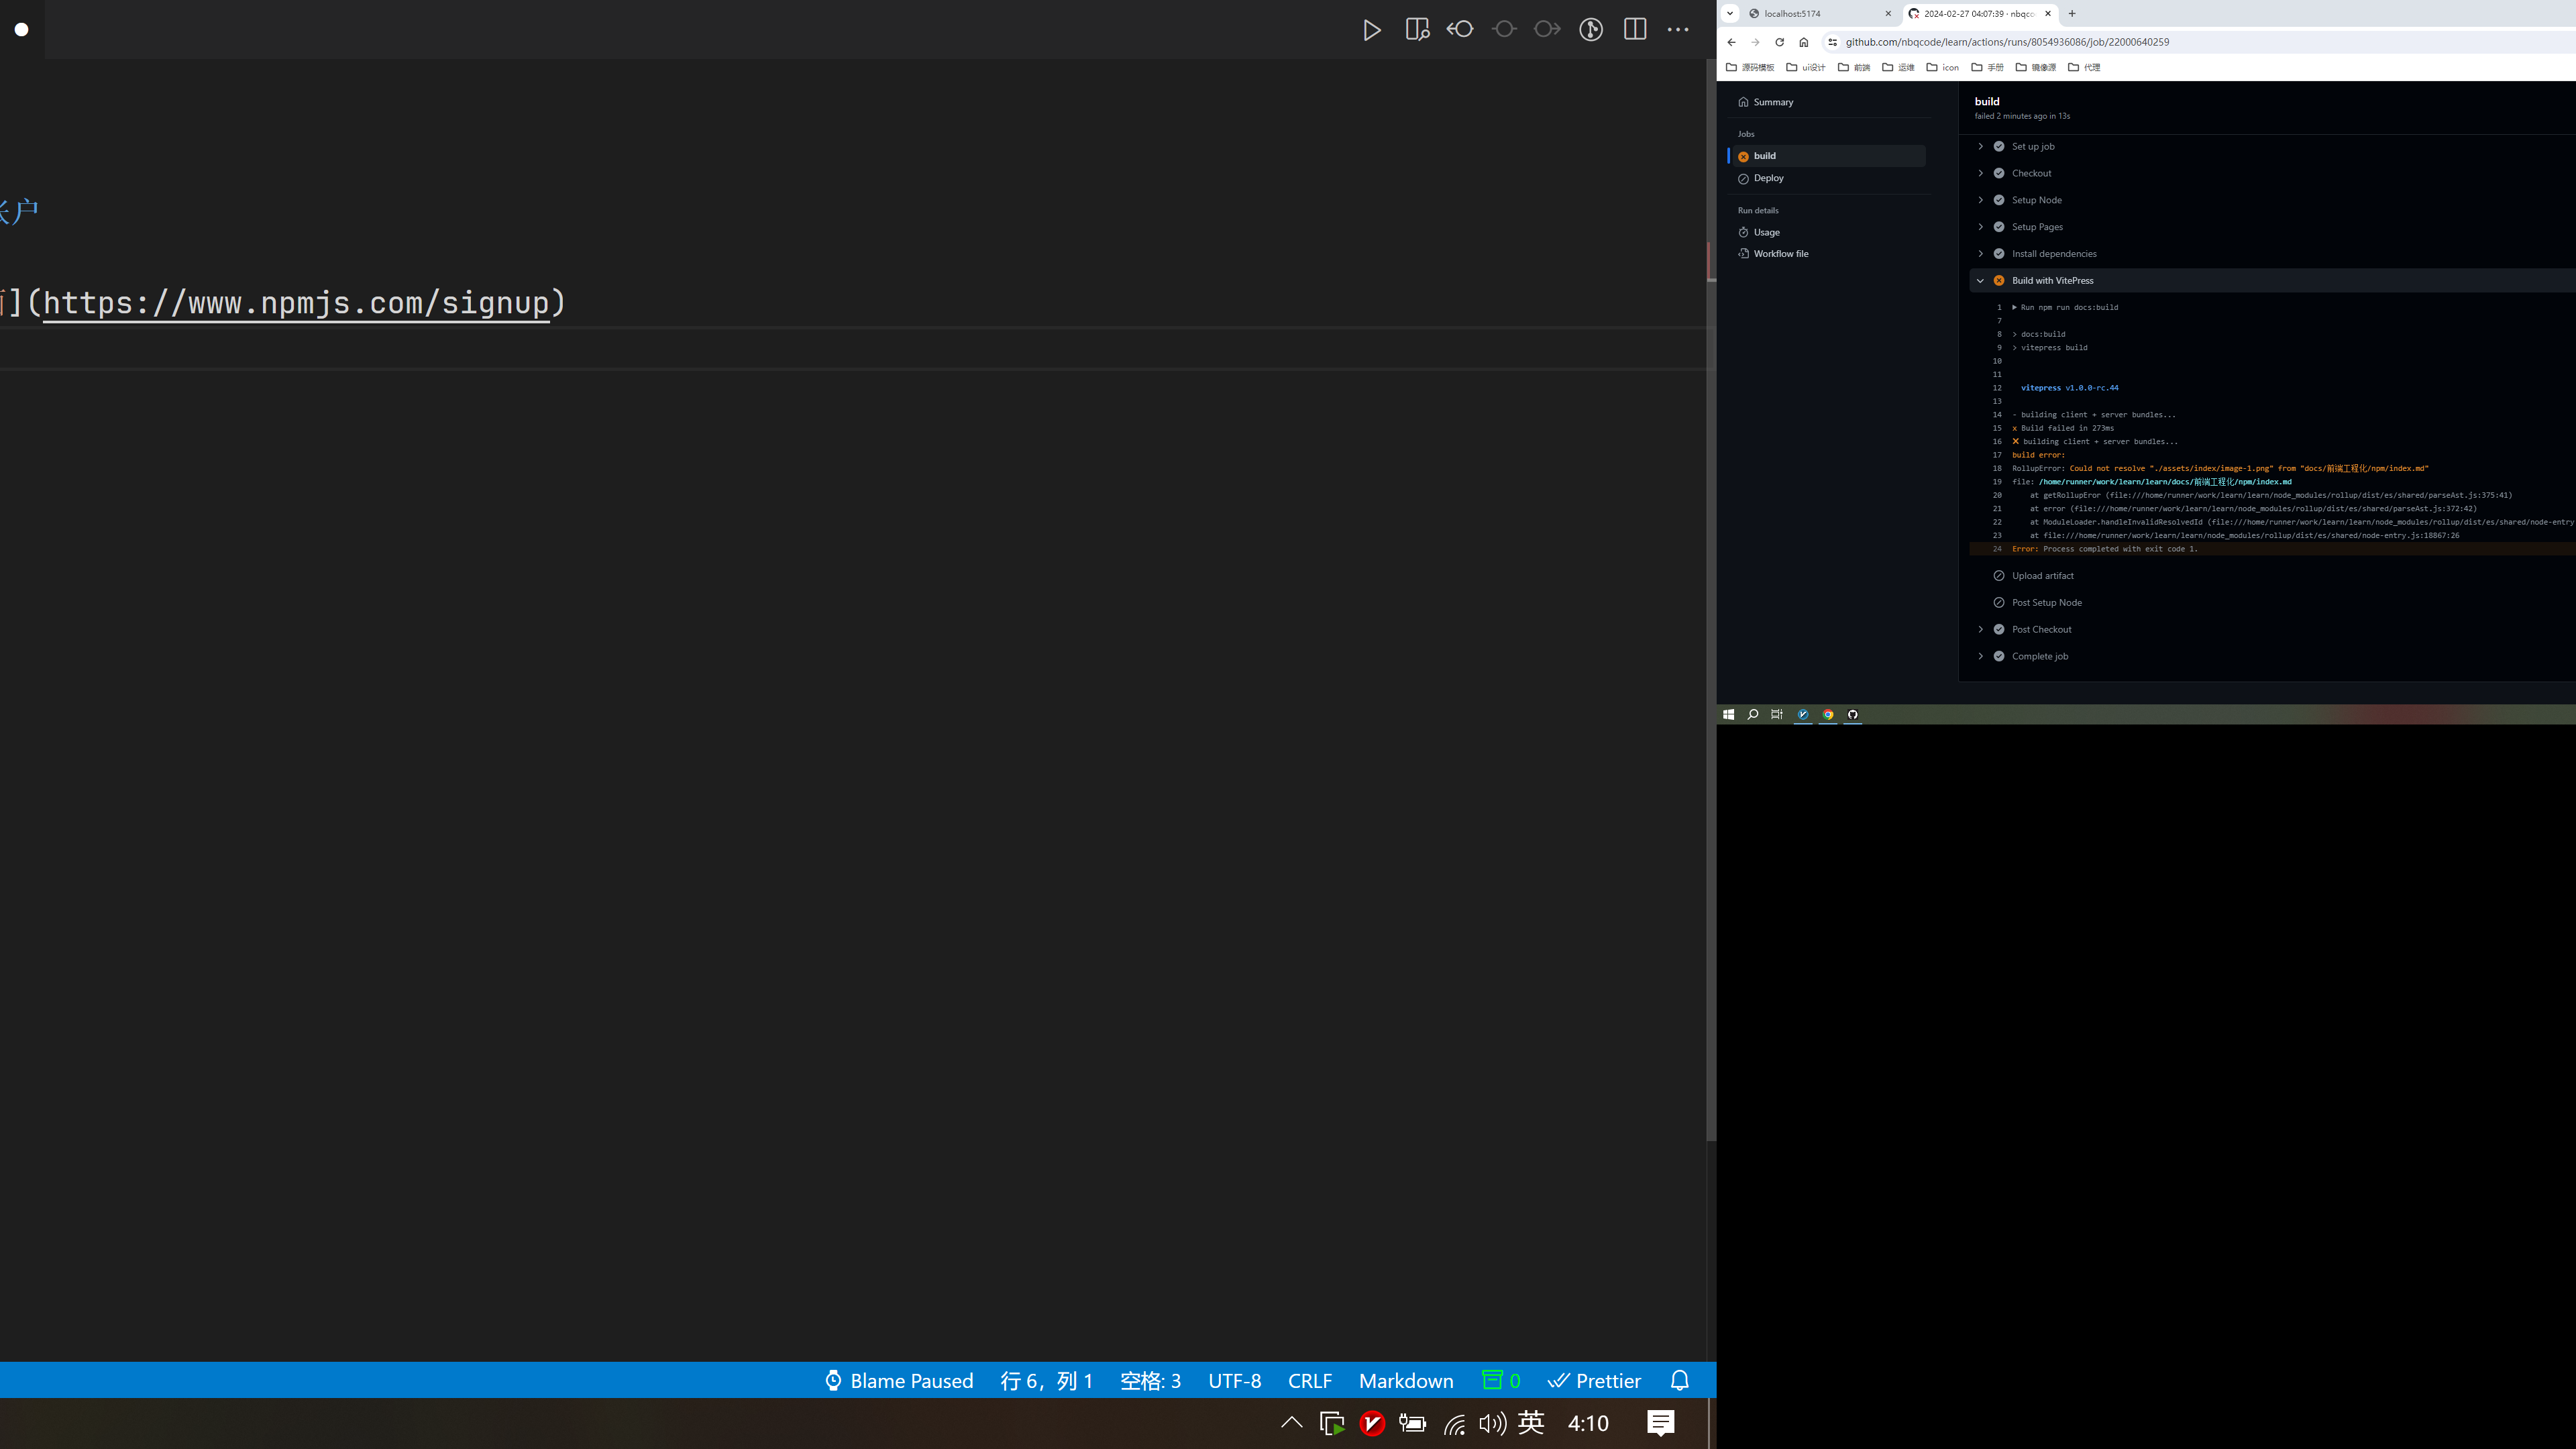 账户
](https://www.npmjs.com/signup)
Blame Paused
行 6，列 1
空格: 3
UTF-8
CRLF
Markdown
0
Prettier
英
4:10
localhost:5174
2024-02-27 04:07:39 · nbqco
github.com/nbqcode/learn/actions/runs/8054936086/job/22000640259
源码模板
ui设计
前端
运维
icon
手册
镜像源
代理
Summary
Jobs
build
Deploy
Run details
Usage
Workflow file
build
failed 2 minutes ago in 13s
Set up job
Checkout
Setup Node
Setup Pages
Install dependencies
Build with VitePress
1 Run npm run docs:build
7
8 > docs:build
9 > vitepress build
10
11
12 vitepress v1.0.0-rc.44
13
14 - building client + server bundles...
15 x Build failed in 273ms
16 ✖ building client + server bundles...
17 build error:
18 RollupError: Could not resolve "./assets/index/image-1.png" from "docs/前端工程化/npm/index.md"
19 file: /home/runner/work/learn/learn/docs/前端工程化/npm/index.md
20 at getRollupEror (file:///home/runner/work/learn/learn/node_modules/rollup/dist/es/shared/parseAst.js:375:41)
21 at error (file:///home/runner/work/learn/learn/node_modules/rollup/dist/es/shared/parseAst.js:372:42)
22 at ModuleLoader.handleInvalidResolvedId (file:///home/runner/work/learn/learn/node_modules/rollup/dist/es/shared/node-entry
23 at file:///home/runner/work/learn/learn/node_modules/rollup/dist/es/shared/node-entry.js:18867:26
24 Error: Process completed with exit code 1.
Upload artifact
Post Setup Node
Post Checkout
Complete job